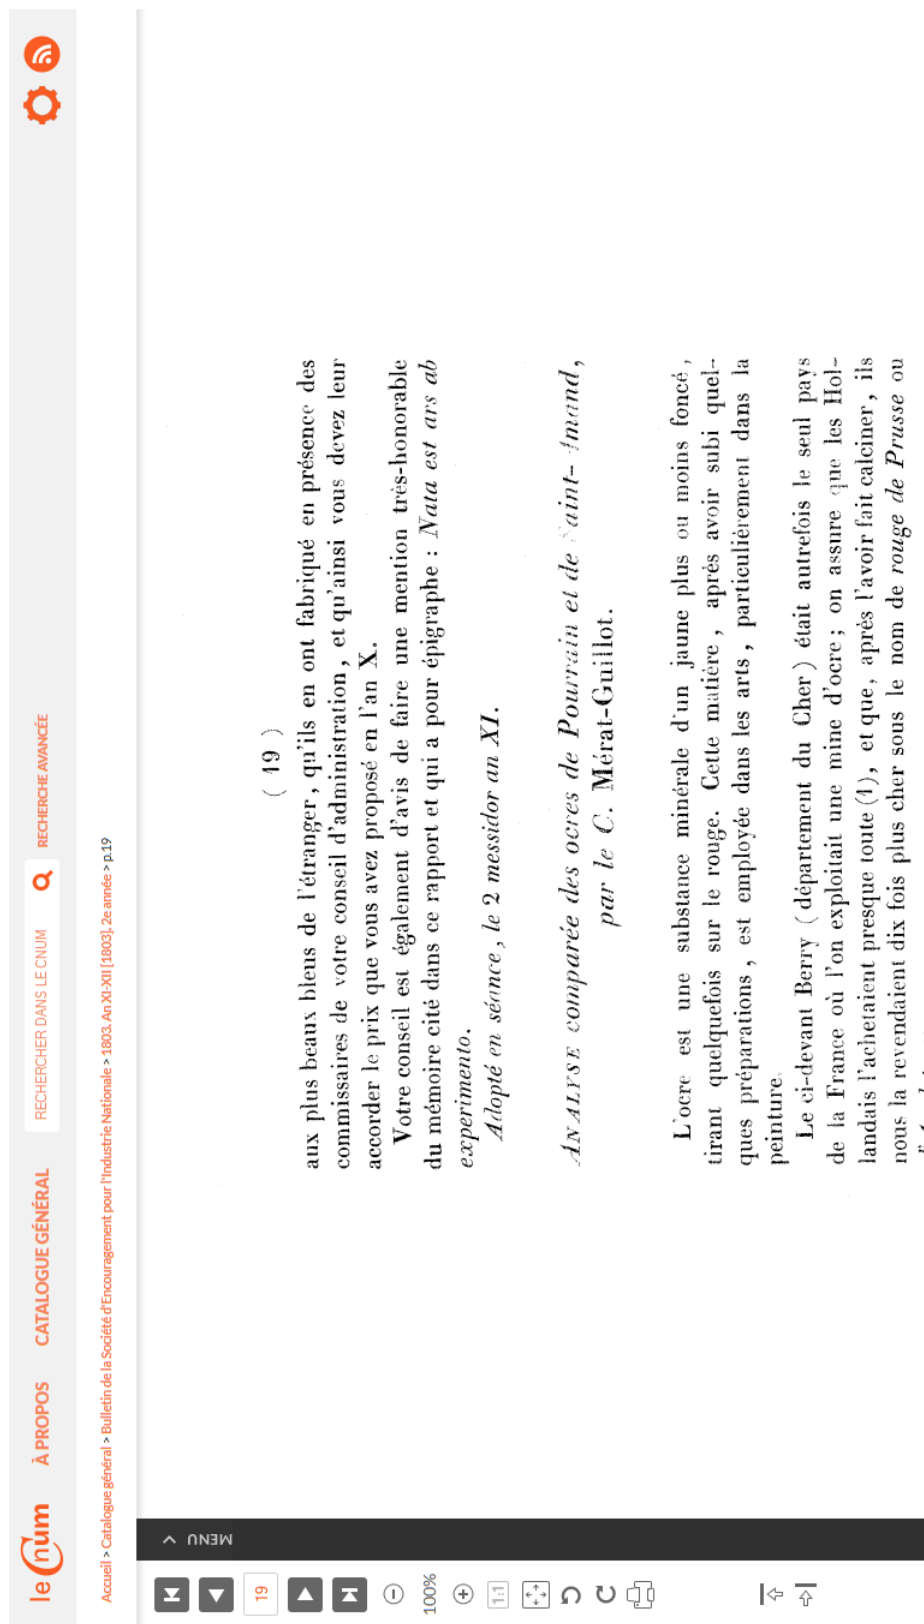 le cnum
À PROPOS
CATALOGUE GÉNÉRAL
RECHERCHER DANS LE CNUM
RECHERCHE AVANCÉE
Accueil > Catalogue général > Bulletin de la Société d'Encouragement pour l'Industrie Nationale > 1803. An XI-XII [1803]. 2e année > p.19
19
100%
1:1
MENU
( 19 )
aux plus beaux bleus de l'étranger, qu'ils en ont fabriqué en présence des
commissaires de votre conseil d'administration, et qu'ainsi vous devez leur
accorder le prix que vous avez proposé en l'an X.
Votre conseil est également d'avis de faire une mention très-honorable
du mémoire cité dans ce rapport et qui a pour épigraphe : Nata est ars ab
experimento.
Adopté en séance, le 2 messidor an XI.
ANALYSE comparée des ocres de Pourrain et de Saint-Amand,
par le C. Mérat-Guillot.
L'ocre est une substance minérale d'un jaune plus ou moins foncé,
tirant quelquefois sur le rouge. Cette matière, après avoir subi quel-
ques préparations, est employée dans les arts, particulièrement dans la
peinture.
Le ci-devant Berry ( département du Cher ) était autrefois le seul pays
de la France où l'on exploitait une mine d'ocre; on assure que les Hol-
landais l'achetaient presque toute (1), et que, après l'avoir fait calciner, ils
nous la revendaient dix fois plus cher sous le nom de rouge de Prusse ou